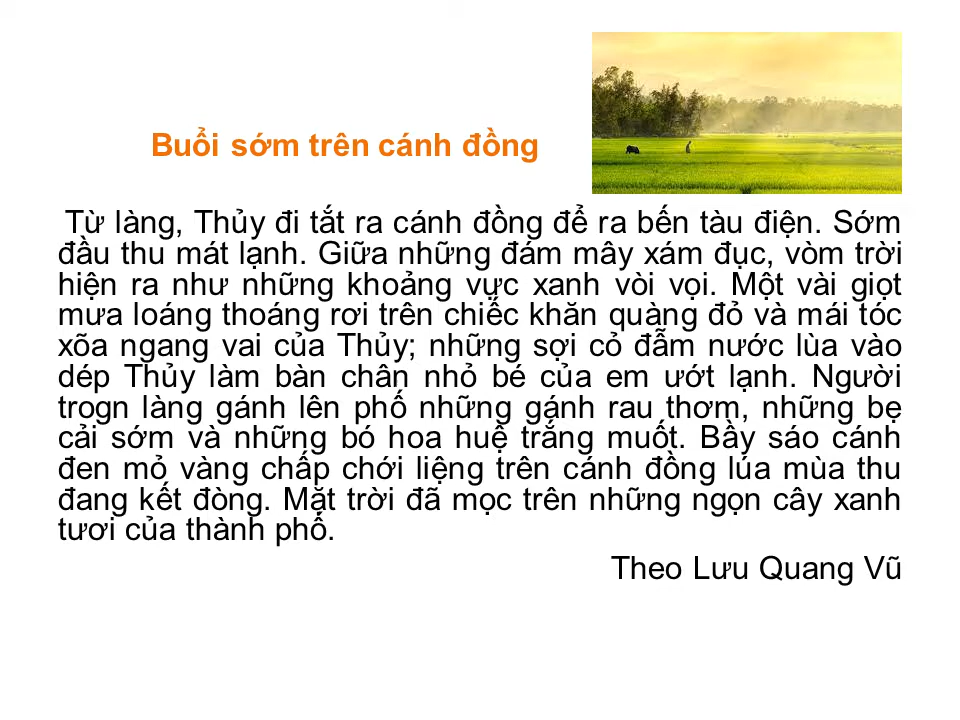 Buổi sớm trên cánh đồng
Từ làng, Thủy đi tắt ra cánh đồng để ra bến tàu điện. Sớm
đầu thu mát lạnh. Giữa những đám mây xám đục, vòm trời
hiện ra như những khoảng vực xanh vòi vọi. Một vài giọt
mưa loáng thoáng rơi trên chiếc khăn quàng đỏ và mái tóc
xõa ngang vai của Thủy; những sợi cỏ đẫm nước lùa vào
dép Thủy làm bàn chân nhỏ bé của em ướt lạnh. Người
trogn làng gánh lên phố những gánh rau thơm, những bẹ
cải sớm và những bó hoa huệ trắng muốt. Bầy sáo cánh
đen mỏ vàng chấp chới liệng trên cánh đồng lúa mùa thu
đang kết đòng. Mặt trời đã mọc trên những ngọn cây xanh
tươi của thành phố.
Theo Lưu Quang Vũ